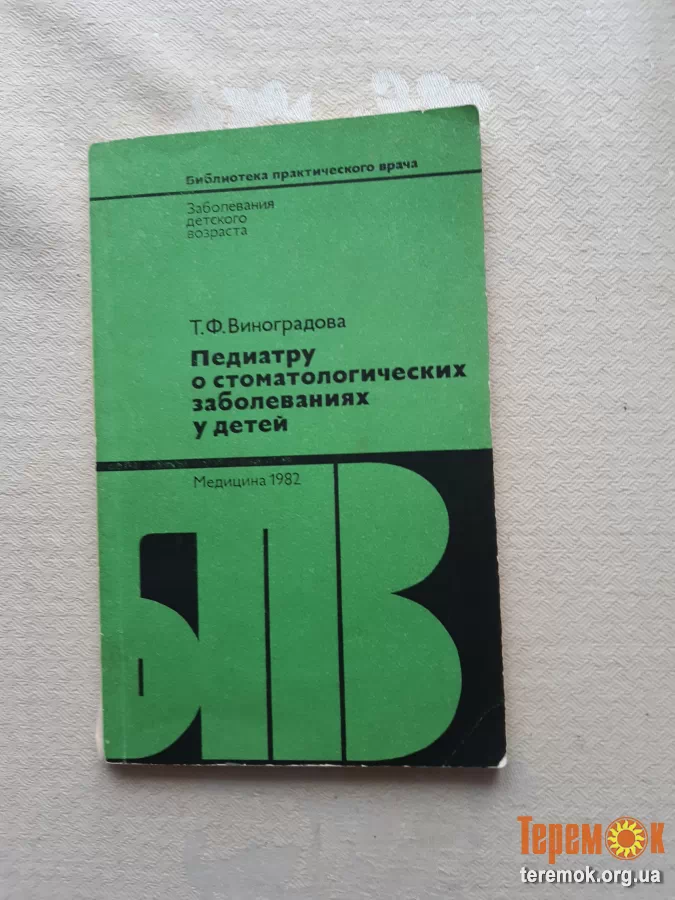 Библиотека практического врача
Заболевания
детского
возраста
Т.Ф.Виноградова
Педиатру
о стоматологических
заболеваниях
у детей
Медицина 1982
БПВ
Теремок
teremok.org.ua